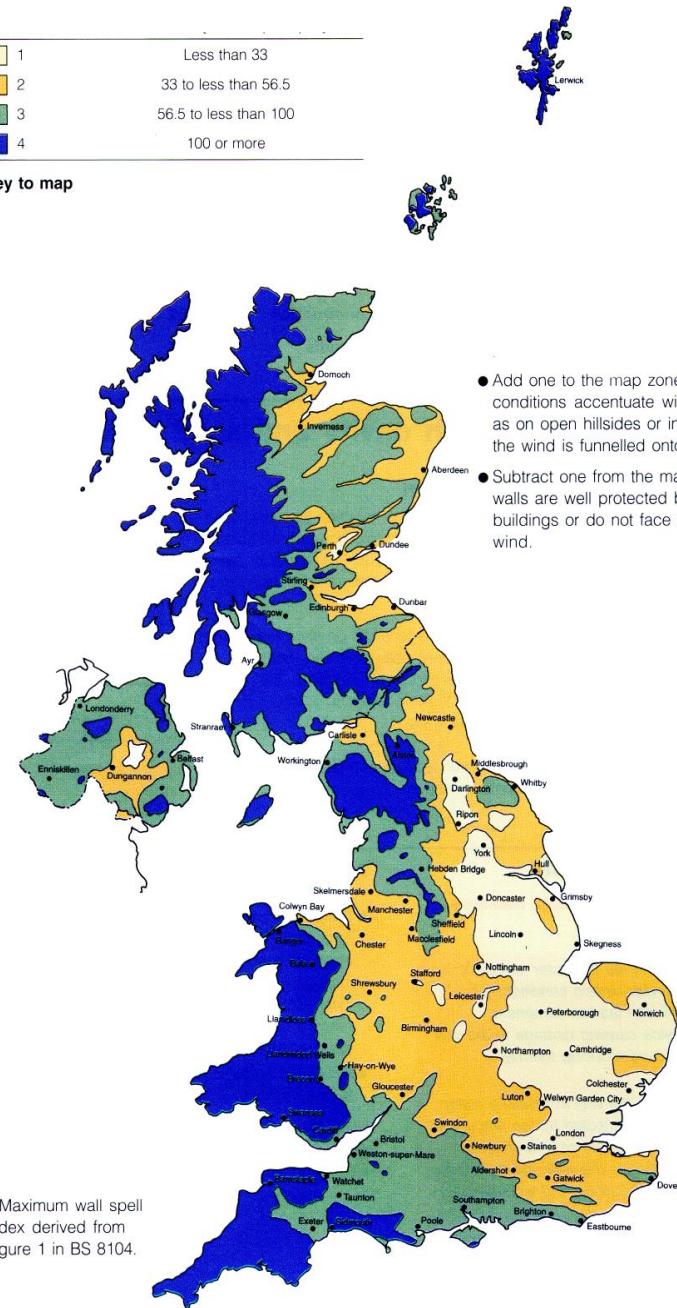 1 Less than 33
2 33 to less than 56.5
3 56.5 to less than 100
4 100 or more
ey to map
Lerwick
● Add one to the map zone
conditions accentuate wi
as on open hillsides or in
the wind is funnelled onto
● Subtract one from the ma
walls are well protected b
buildings or do not face
wind.
Dornoch
Inverness
Aberdeen
Perth
Dundee
Stirling
Edinburgh
Dunbar
Glasgow
Ayr
Londonderry
Stranraer
Newcastle
Carlisle
Belfast
Workington
Alston
Enniskillen
Dungannon
Middlesbrough
Whitby
Darlington
Ripon
York
Hull
Hebden Bridge
Skelmersdale
Doncaster
Grimsby
Manchester
Colwyn Bay
Sheffield
Macclesfield
Lincoln
Bangor
Chester
Skegness
Bala
Nottingham
Stafford
Shrewsbury
Leicester
Norwich
Peterborough
Llanidloes
Birmingham
Llandrindod Wells
Northampton
Cambridge
Hay-on-Wye
Brecon
Colchester
Gloucester
Luton
Welwyn Garden City
Swansea
Swindon
London
Cardiff
Bristol
Newbury
Staines
Weston-super-Mare
Aldershot
Watchet
Gatwick
Dove
Barnstaple
Taunton
Southampton
Brighton
Exeter
Sidmouth
Poole
Eastbourne
Maximum wall spell
dex derived from
gure 1 in BS 8104.